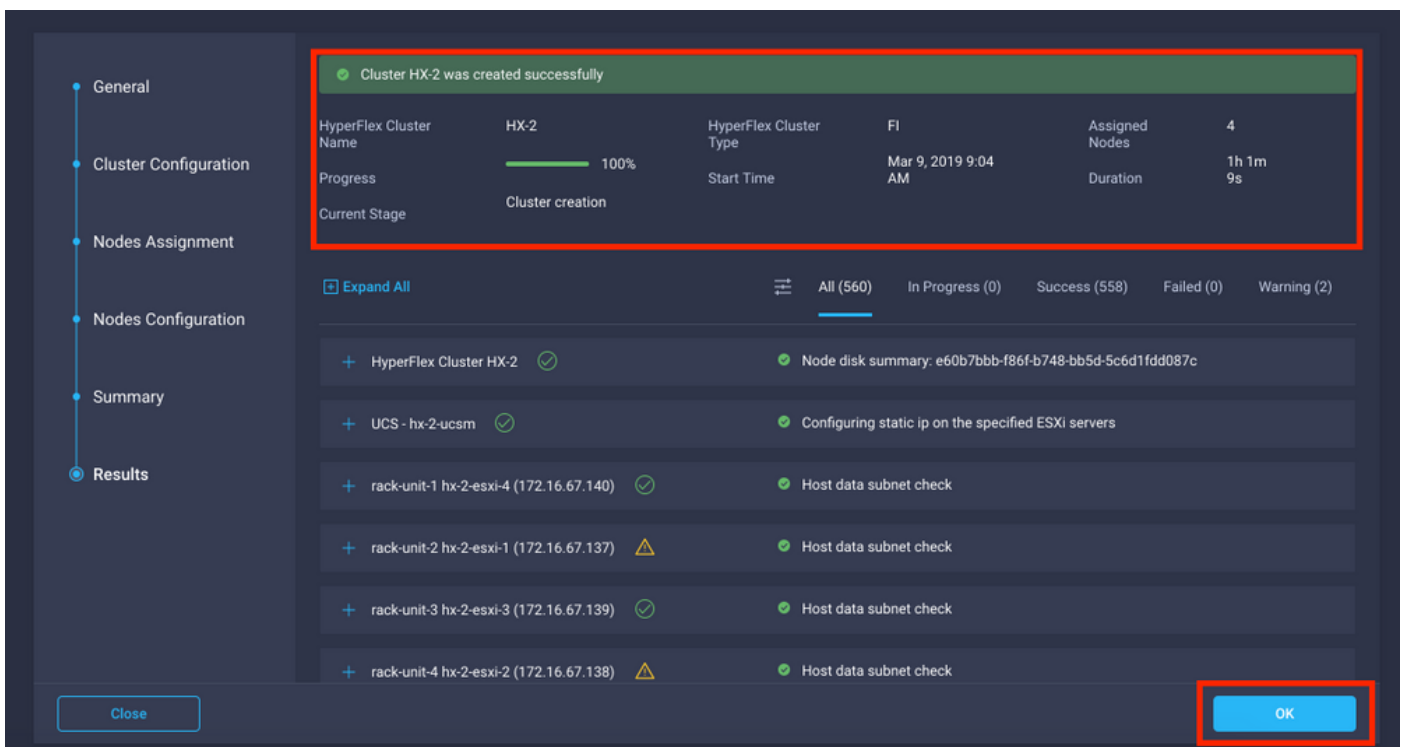 General
Cluster Configuration
Nodes Assignment
Nodes Configuration
Summary
Results
Cluster HX-2 was created successfully
HyperFlex Cluster
Name
HX-2
Progress
100%
Current Stage
Cluster creation
HyperFlex Cluster
Type
FI
Start Time
Mar 9, 2019 9:04
AM
Assigned
Nodes
4
Duration
1h 1m
9s
Expand All
All (560) In Progress (0) Success (558) Failed (0) Warning (2)
HyperFlex Cluster HX-2 Node disk summary: e60b7bbb-f86f-b748-bb5d-5c6d1fdd087c
UCS - hx-2-ucsm Configuring static ip on the specified ESXi servers
rack-unit-1 hx-2-esxi-4 (172.16.67.140) Host data subnet check
rack-unit-2 hx-2-esxi-1 (172.16.67.137) Host data subnet check
rack-unit-3 hx-2-esxi-3 (172.16.67.139) Host data subnet check
rack-unit-4 hx-2-esxi-2 (172.16.67.138) Host data subnet check
Close
OK